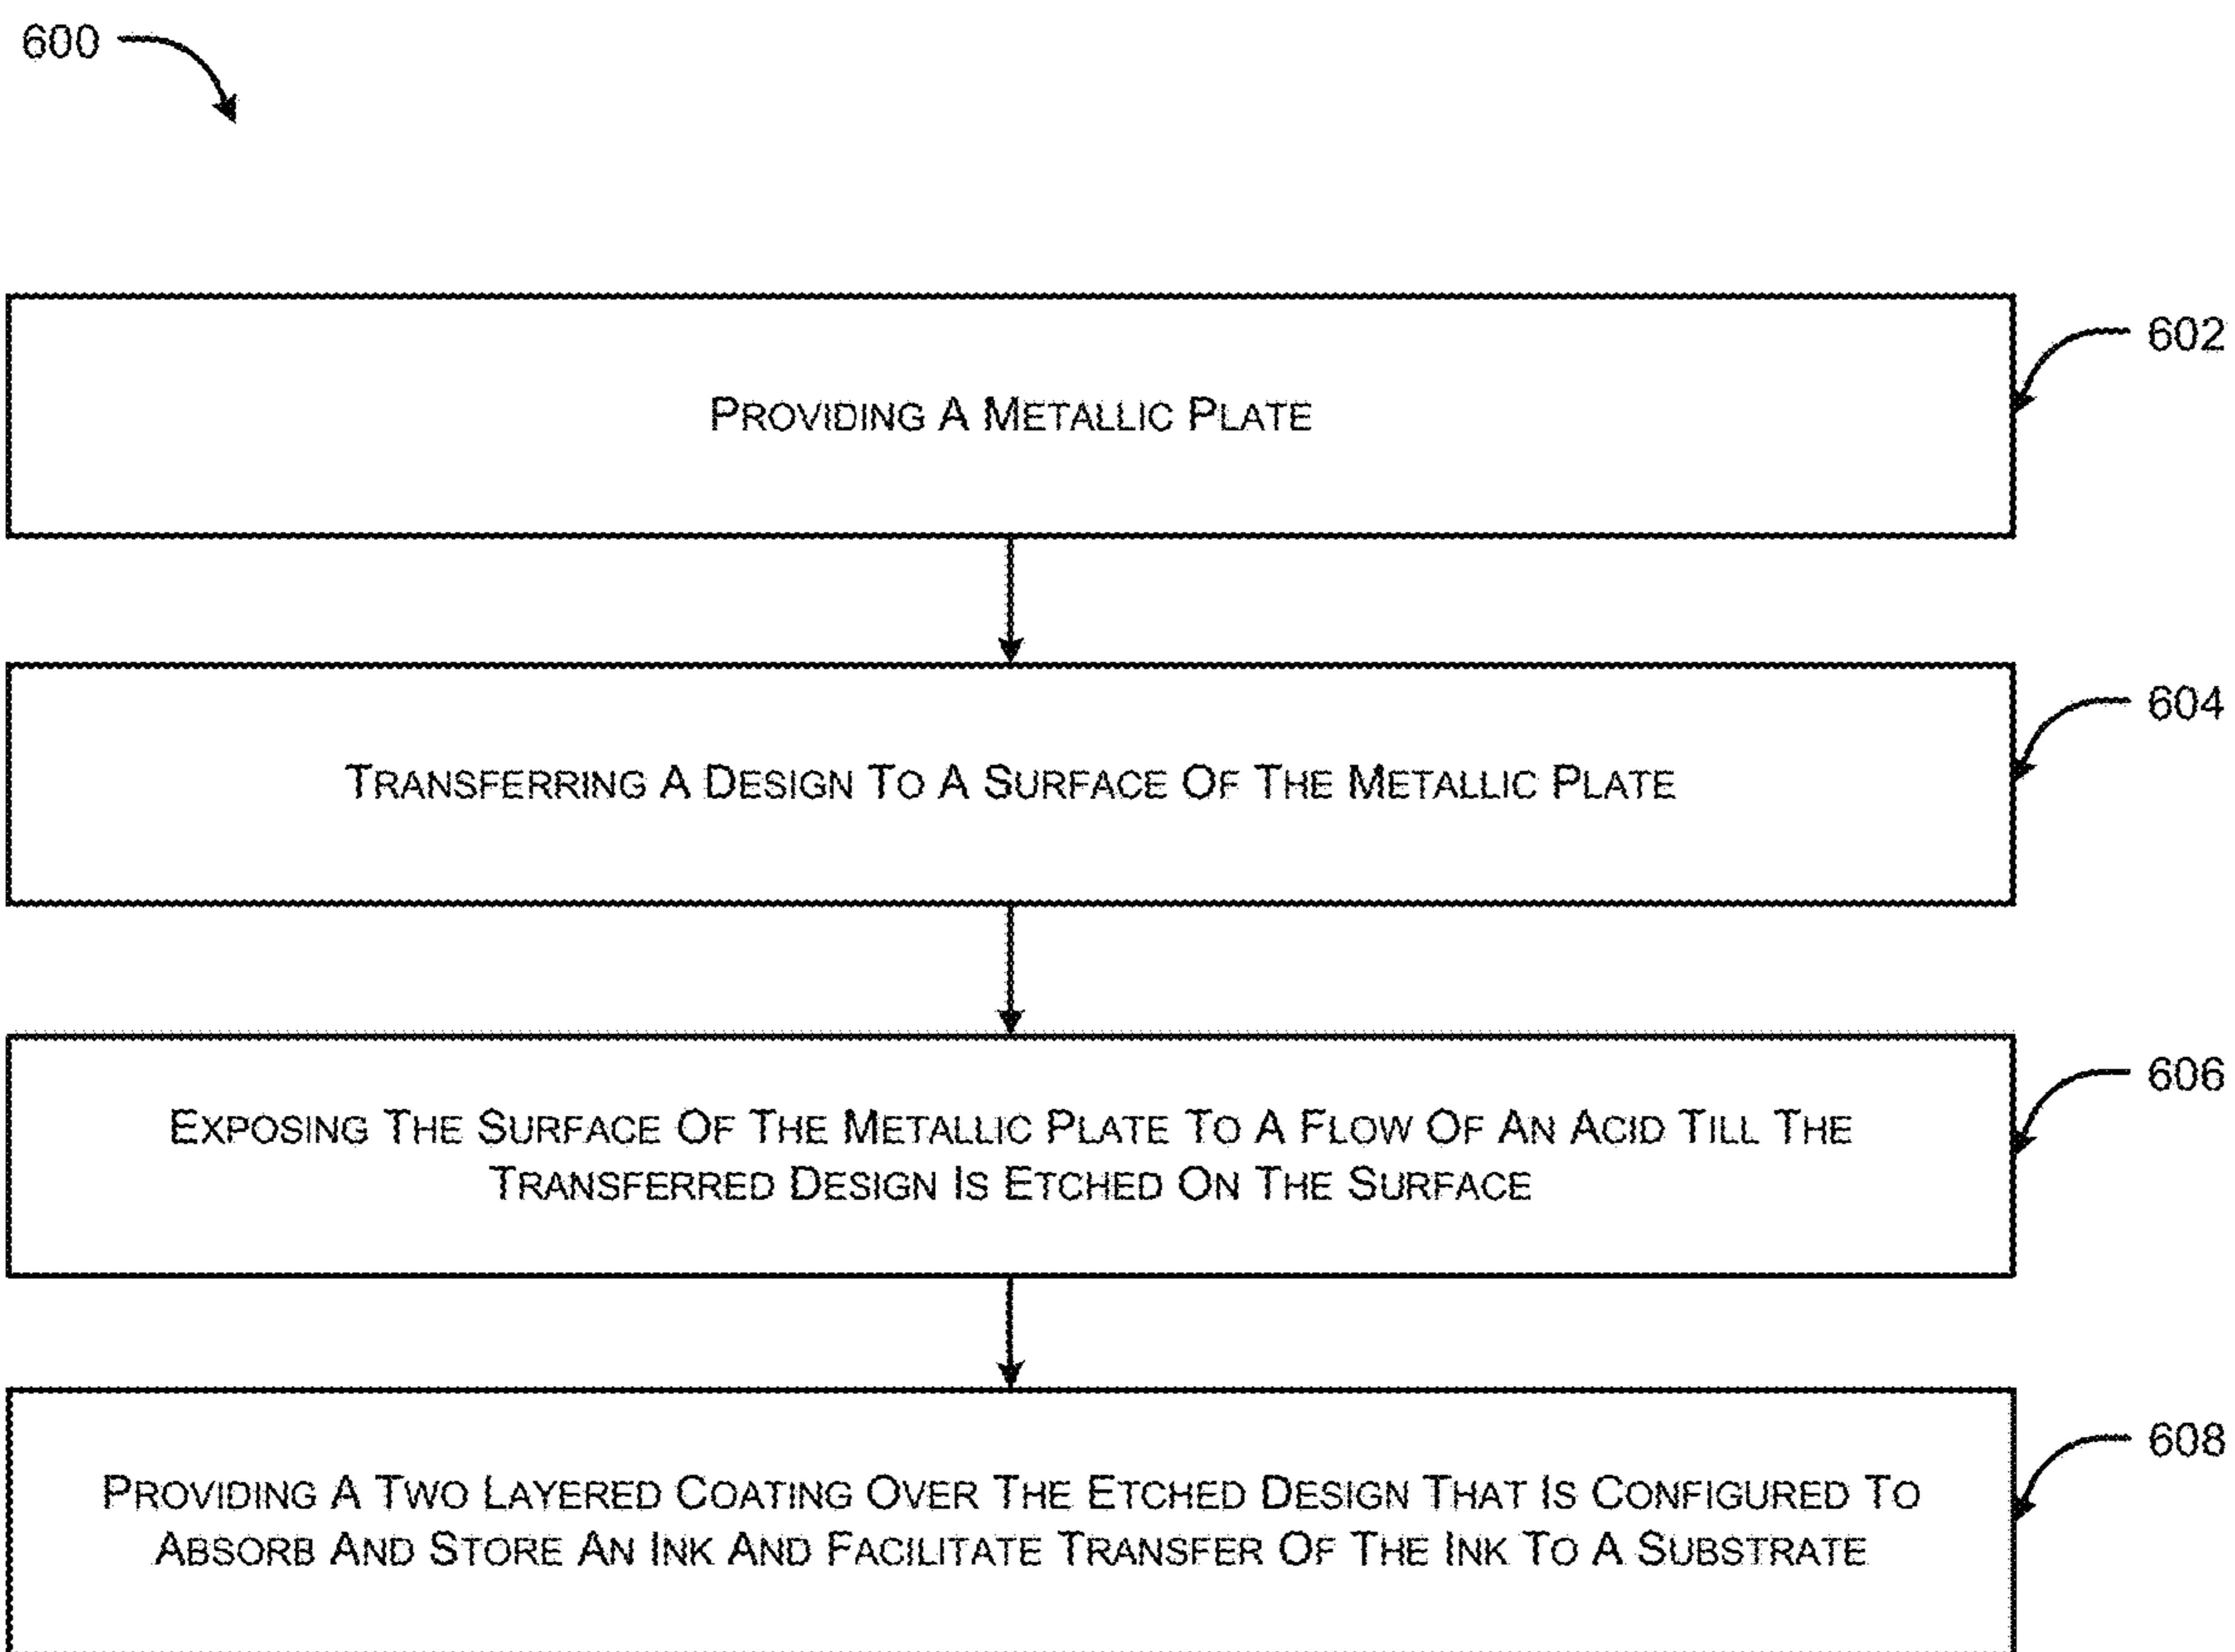 600
602
PROVIDING A METALLIC PLATE
604
TRANSFERRING A DESIGN TO A SURFACE OF THE METALLIC PLATE
606
EXPOSING THE SURFACE OF THE METALLIC PLATE TO A FLOW OF AN ACID TILL THE
TRANSFERRED DESIGN IS ETCHED ON THE SURFACE
608
PROVIDING A TWO LAYERED COATING OVER THE ETCHED DESIGN THAT IS CONFIGURED TO
ABSORB AND STORE AN INK AND FACILITATE TRANSFER OF THE INK TO A SUBSTRATE